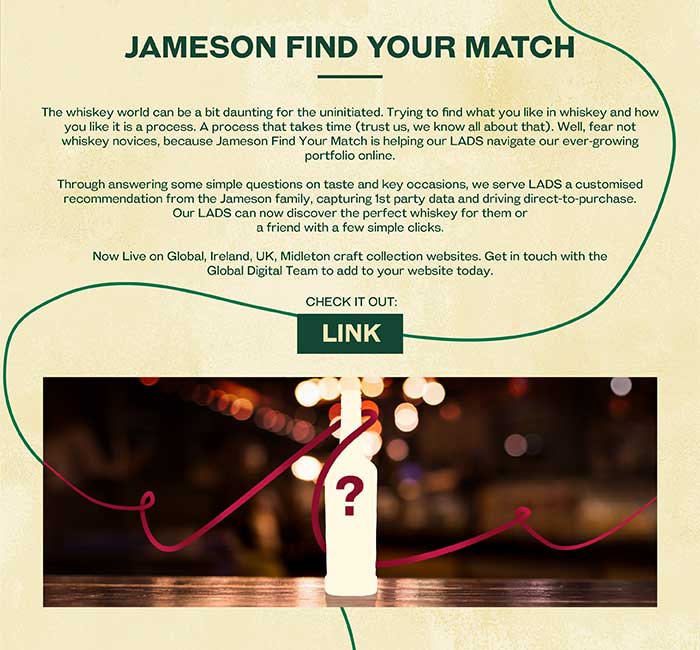 JAMESON FIND YOUR MATCH
The whiskey world can be a bit daunting for the uninitiated. Trying to find what you like in whiskey and how
you like it is a process. A process that takes time (trust us, we know all about that). Well, fear not
whiskey novices, because Jameson Find Your Match is helping our LADS navigate our ever-growing
portfolio online.
Through answering some simple questions on taste and key occasions, we serve LADS a customised
recommendation from the Jameson family, capturing 1st party data and driving direct-to-purchase.
Our LADS can now discover the perfect whiskey for them or
a friend with a few simple clicks.
Now Live on Global, Ireland, UK, Midleton craft collection websites. Get in touch with the
Global Digital Team to add to your website today.
CHECK IT OUT:
LINK
?